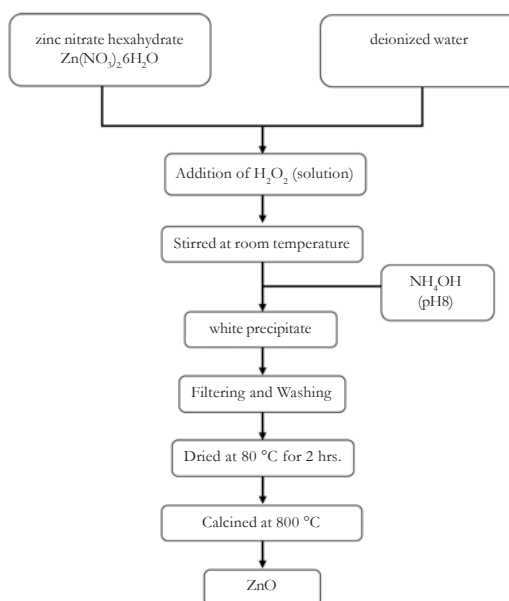 zinc nitrate hexahydrate
Zn(NO₃)₂.6H₂O
deionized water
Addition of H₂O₂ (solution)
Stirred at room temperature
NH₄OH
(pH8)
white precipitate
Filtering and Washing
Dried at 80 °C for 2 hrs.
Calcined at 800 °C
ZnO